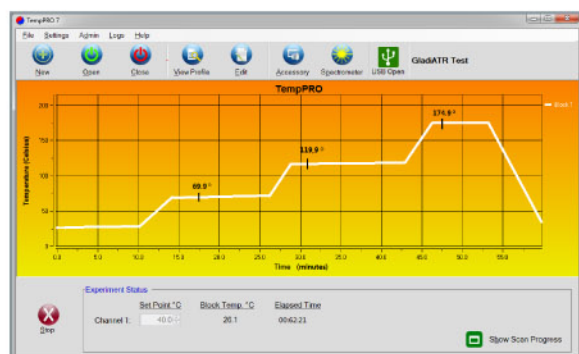 TempPRO 7
File Settings Admin Logs Help
New Open Close View Profile Edit Accessory Spectrometer USB Open GladiATR Test
TempPRO
Block T
200
150
100
50
0
Temperature (Celsius)
69.9°
119.9°
174.9°
0.0 5.0 10.0 15.0 20.0 25.0 30.0 35.0 40.0 45.0 50.0 55.0
Time (minutes)
Experiment Status
Set Point °C Block Temp. °C Elapsed Time
Channel 1: 40.0 26.1 00:62:21
Stop
Show Scan Progress